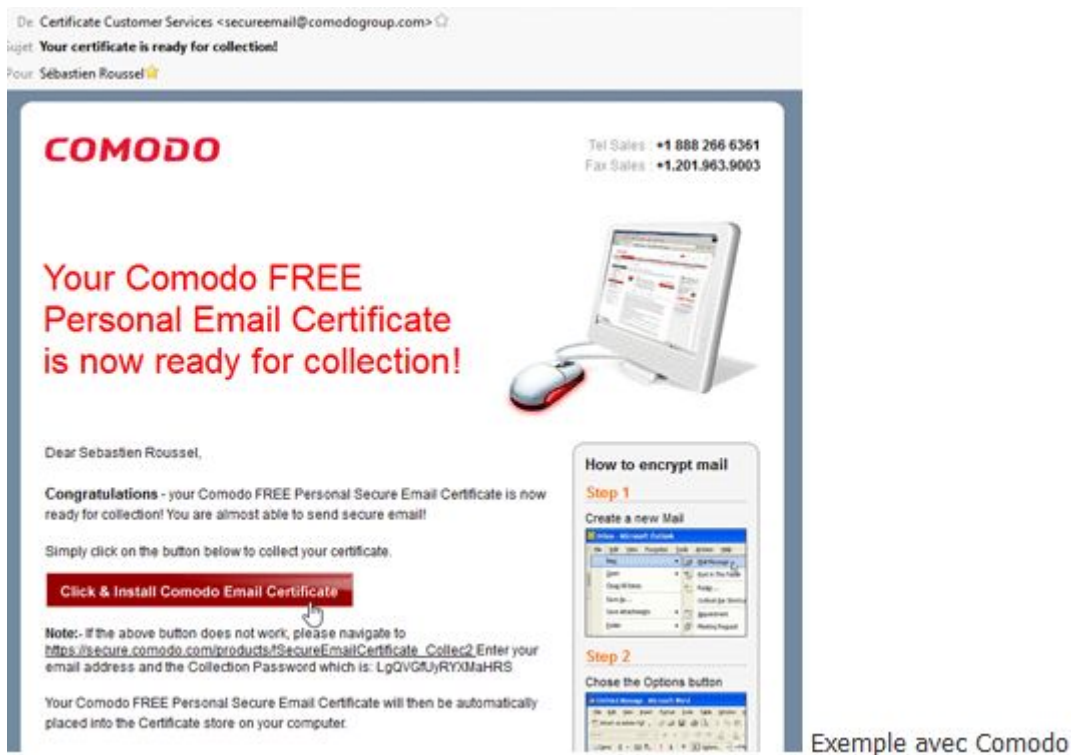 De Certificate Customer Services <secureemail@comodogroup.com>
Sujet Your certificate is ready for collection!
Pour Sébastien Roussel
COMODO
Tel Sales : +1 888 266 6361
Fax Sales : +1.201.963.9003
Your Comodo FREE
Personal Email Certificate
is now ready for collection!
Dear Sebastien Roussel,
Congratulations - your Comodo FREE Personal Secure Email Certificate is now
ready for collection! You are almost able to send secure email!
Simply click on the button below to collect your certificate.
Click & Install Comodo Email Certificate
Note:- If the above button does not work, please navigate to
https://secure.comodo.com/products/!SecureEmailCertificate_Collec2 Enter your
email address and the Collection Password which is: LgQVGfUyRYXMaHRS
Your Comodo FREE Personal Secure Email Certificate will then be automatically
placed into the Certificate store on your computer.
How to encrypt mail
Step 1
Create a new Mail
Step 2
Chose the Options button
Exemple avec Comodo